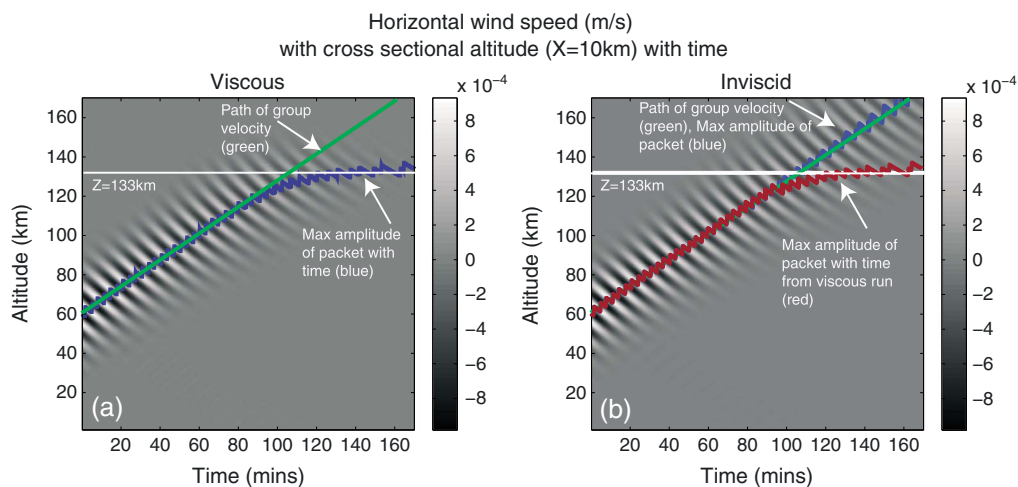 Horizontal wind speed (m/s)
with cross sectional altitude (X=10km) with time
Viscous
x 10⁻⁴
160
140
120
100
80
60
40
20
Altitude (km)
Path of group
velocity
(green)
Z=133km
Max amplitude
of packet with
time (blue)
(a)
20 40 60 80 100 120 140 160
Time (mins)
8
6
4
2
0
−2
−4
−6
−8
Inviscid
x 10⁻⁴
160
140
120
100
80
60
40
20
Altitude (km)
Path of group velocity
(green), Max amplitude of
packet (blue)
Z=133km
Max amplitude of
packet with time
from viscous run
(red)
(b)
20 40 60 80 100 120 140 160
Time (mins)
8
6
4
2
0
−2
−4
−6
−8